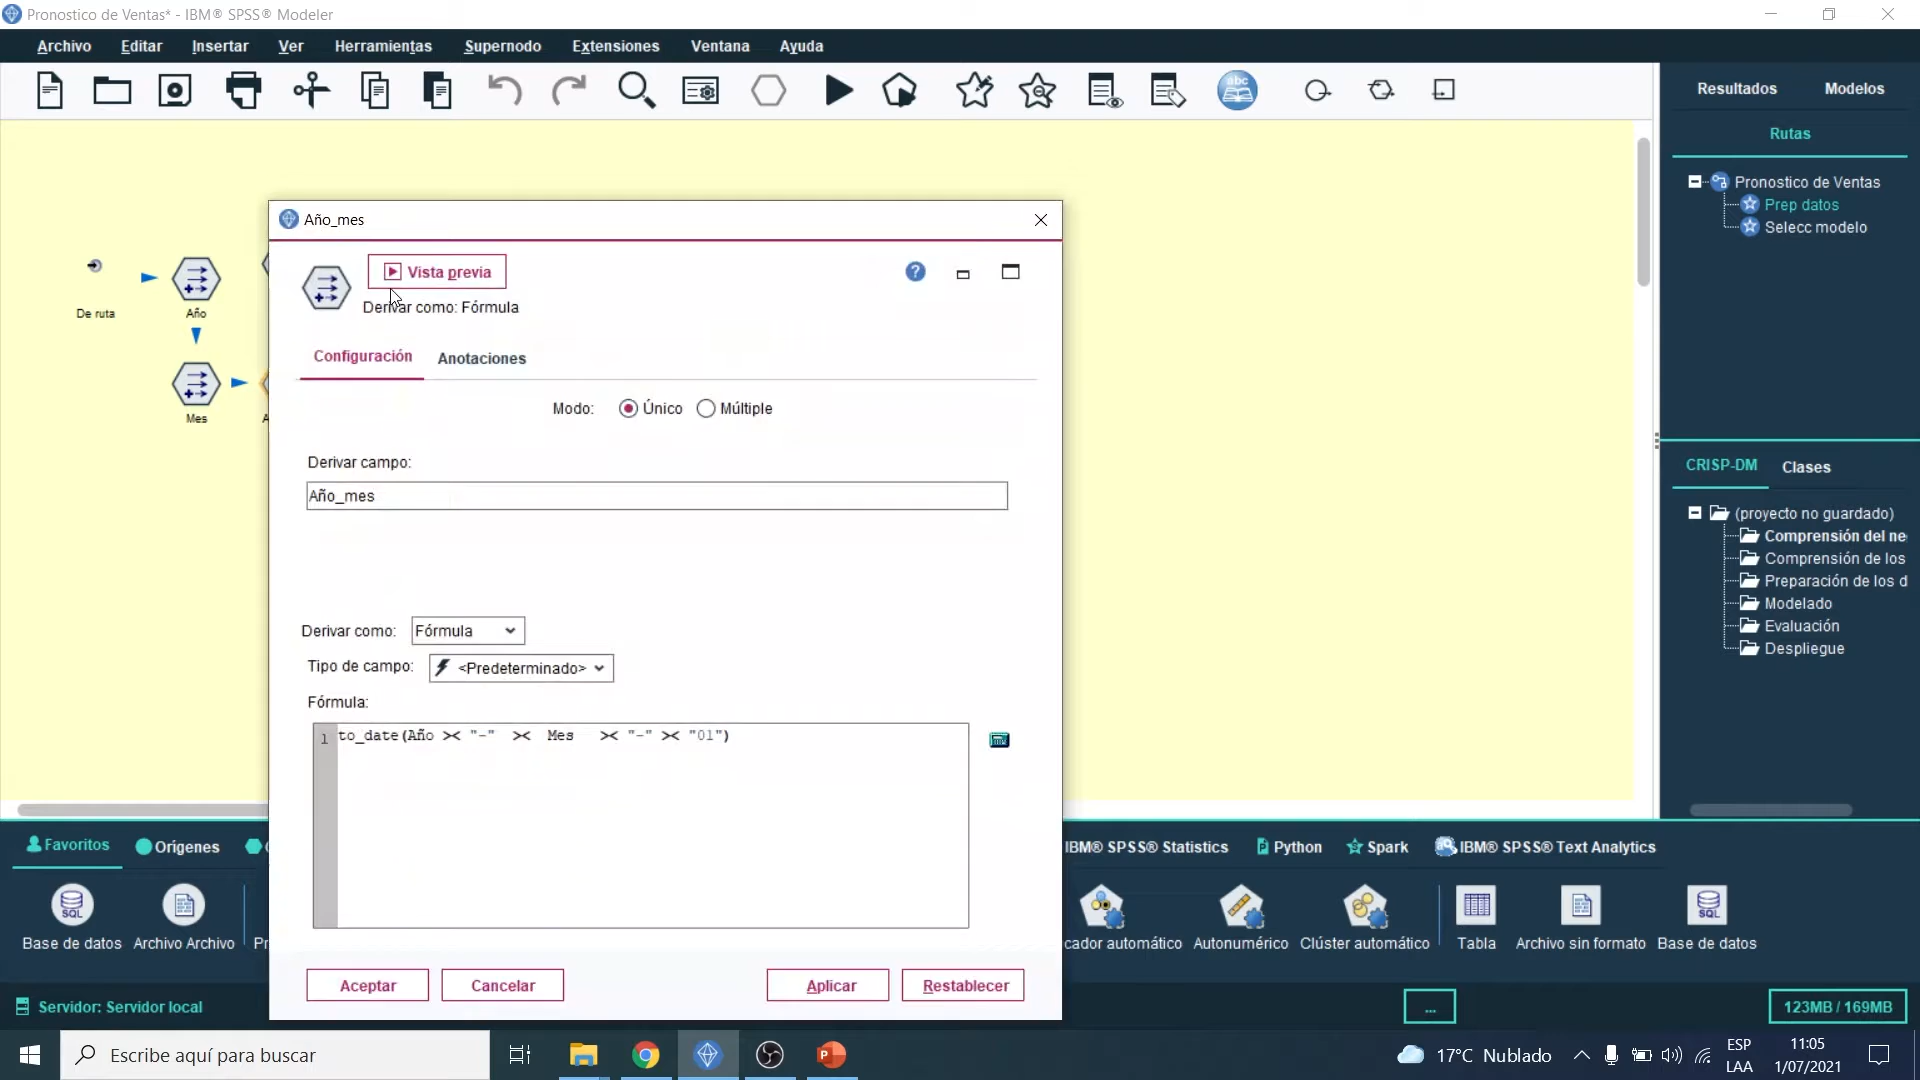 Pronostico de Ventas* - IBM® SPSS® Modeler
Archivo Editar Insertar Ver Herramientas Supernodo Extensiones Ventana Ayuda
abc
Resultados Modelos
Rutas
Pronostico de Ventas
Prep datos
Selecc modelo
De ruta
Año
Mes
A
Año_mes
Vista previa
?
Derivar como: Fórmula
Configuración Anotaciones
Modo: Único Múltiple
Derivar campo:
Año_mes
Derivar como: Fórmula
Tipo de campo: <Predeterminado>
Fórmula:
1 to_date(Año >< "-" >< Mes >< "-" >< "01")
Aceptar Cancelar Aplicar Restablecer
CRISP-DM Clases
(proyecto no guardado)
Comprensión del ne
Comprensión de los
Preparación de los d
Modelado
Evaluación
Despliegue
Favoritos Orígenes IBM® SPSS® Statistics Python Spark IBM® SPSS® Text Analytics
SQL
SQL
Base de datos Archivo Archivo Pr cador automático Autonumérico Clúster automático Tabla Archivo sin formato Base de datos
Servidor: Servidor local
...
123MB / 169MB
Escribe aquí para buscar
17°C Nublado
ESP
LAA
11:05
1/07/2021